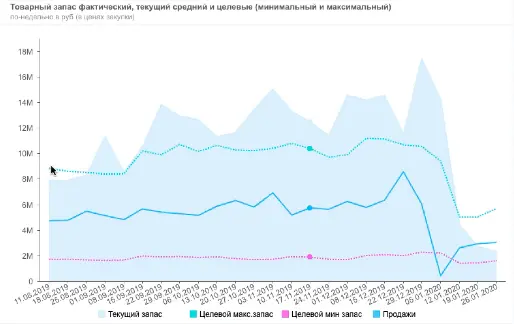 Товарный запас фактический, текущий средний и целевые (минимальный и максимальный)
по-недельно в руб (в ценах закупки)
18M
16M
14M
12M
10M
8M
6M
4M
2M
0
11.08.2019 18.08.2019 25.08.2019 01.09.2019 08.09.2019 15.09.2019 22.09.2019 29.09.2019 06.10.2019 13.10.2019 20.10.2019 27.10.2019 03.11.2019 10.11.2019 17.11.2019 24.11.2019 01.12.2019 08.12.2019 15.12.2019 22.12.2019 29.12.2019 05.01.2020 12.01.2020 19.01.2020 26.01.2020
Текущий запас Целевой макс.запас Целевой мин запас Продажи